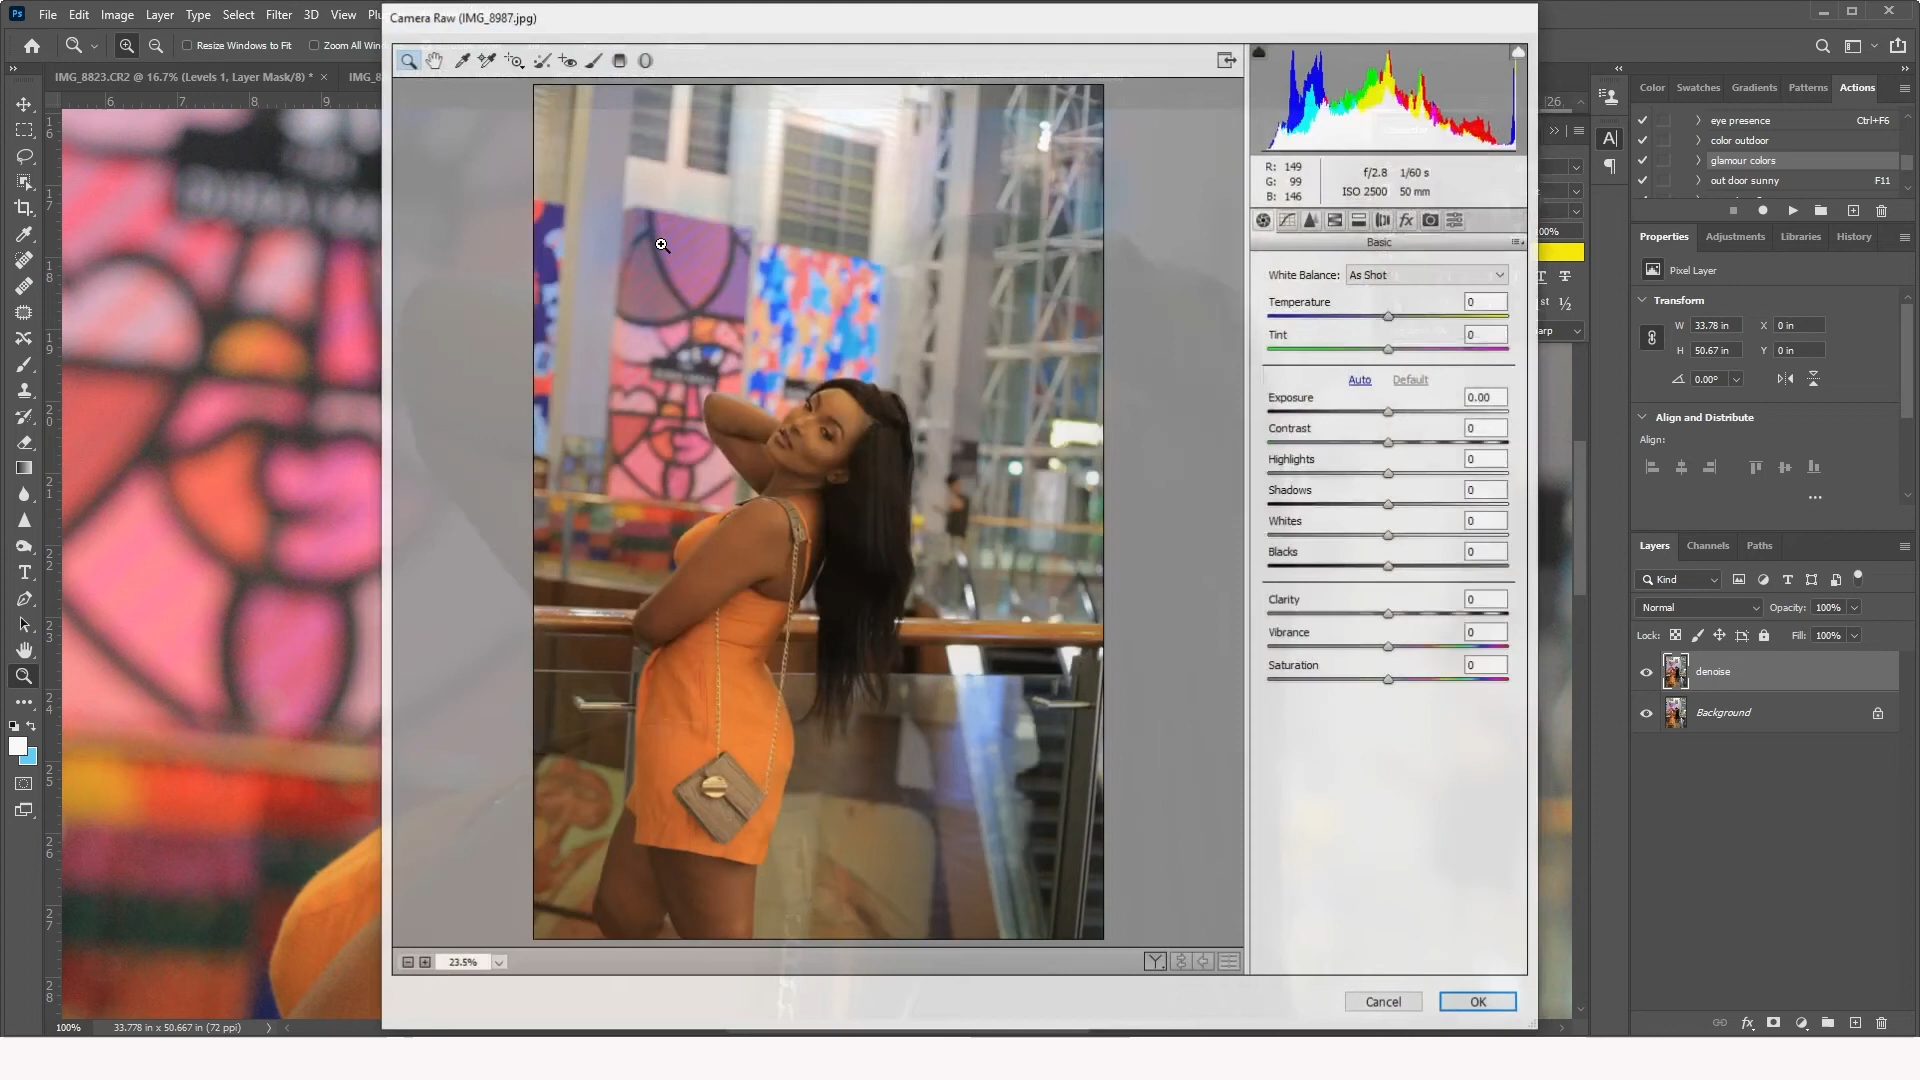 Ps File Edit Image Layer Type Select Filter 3D View
Camera Raw (IMG_8987.jpg)
Resize Windows to Fit
IMG_8823.CR2 @ 16.7% (Levels 1, Layer Mask/8) *
6 7 8 9
R: 149
G: 99
B: 146
f/2.8 1/60 s
ISO 2500 50 mm
Basic
White Balance: As Shot
Temperature 0
Tint 0
Auto Default
Exposure 0.00
Contrast 0
Highlights 0
Shadows 0
Whites 0
Blacks 0
Clarity 0
Vibrance 0
Saturation 0
23.5%
Cancel OK
100% 33.778 in x 50.667 in (72 ppi)
Color Swatches Gradients Patterns Actions
eye presence Ctrl+F6
color outdoor
glamour colors
out door sunny F11
Properties Adjustments Libraries History
Pixel Layer
Transform
W 33.78 in X 0 in
H 50.67 in Y 0 in
0.00°
Align and Distribute
Align:
Layers Channels Paths
Kind
Normal Opacity: 100%
Lock: Fill: 100%
denoise
Background